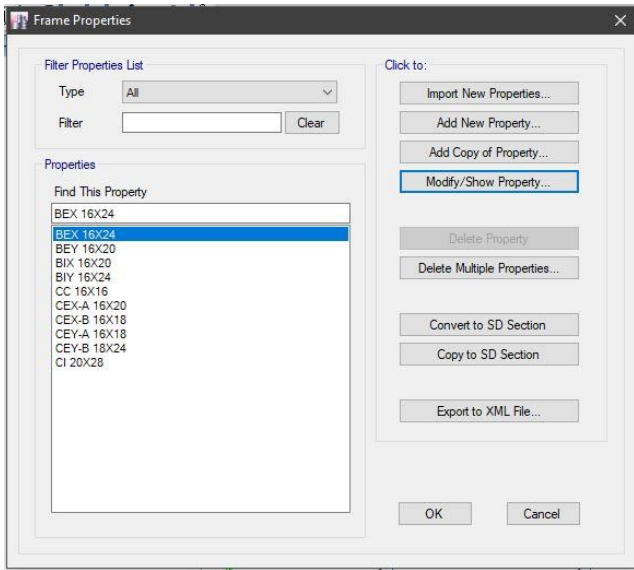 Frame Properties
Filter Properties List
Type
All
Filter
Clear
Properties
Find This Property
BEX 16X24
BEX 16X24
BEY 16X20
BIX 16X20
BIY 16X24
CC 16X16
CEX-A 16X20
CEX-B 16X18
CEY-A 16X18
CEY-B 18X24
CI 20X28
Click to:
Import New Properties...
Add New Property...
Add Copy of Property...
Modify/Show Property...
Delete Property
Delete Multiple Properties...
Convert to SD Section
Copy to SD Section
Export to XML File...
OK
Cancel